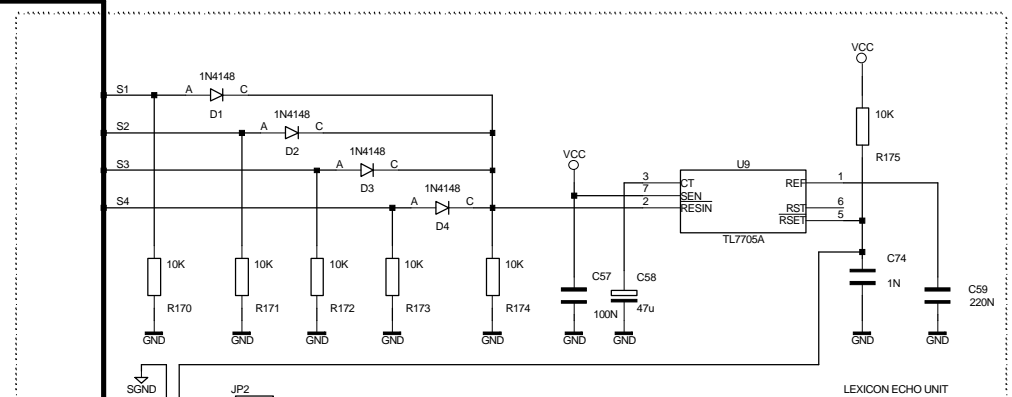 VCC
1N4148
S1 A C
10K
D1
1N4148
S2 A C
D2
R175
1N4148
VCC
U9
S3 A C
D3
3 CT REF 1
1N4148
7 SEN
S4 A C
2 RESIN RST 6
RSET 5
D4
TL7705A
10K 10K 10K 10K 10K
C74
C57 C58
1N
C59
R170 R171 R172 R173 R174
100N 47u
220N
GND GND GND GND GND GND GND GND GND
SGND JP2 LEXICON ECHO UNIT